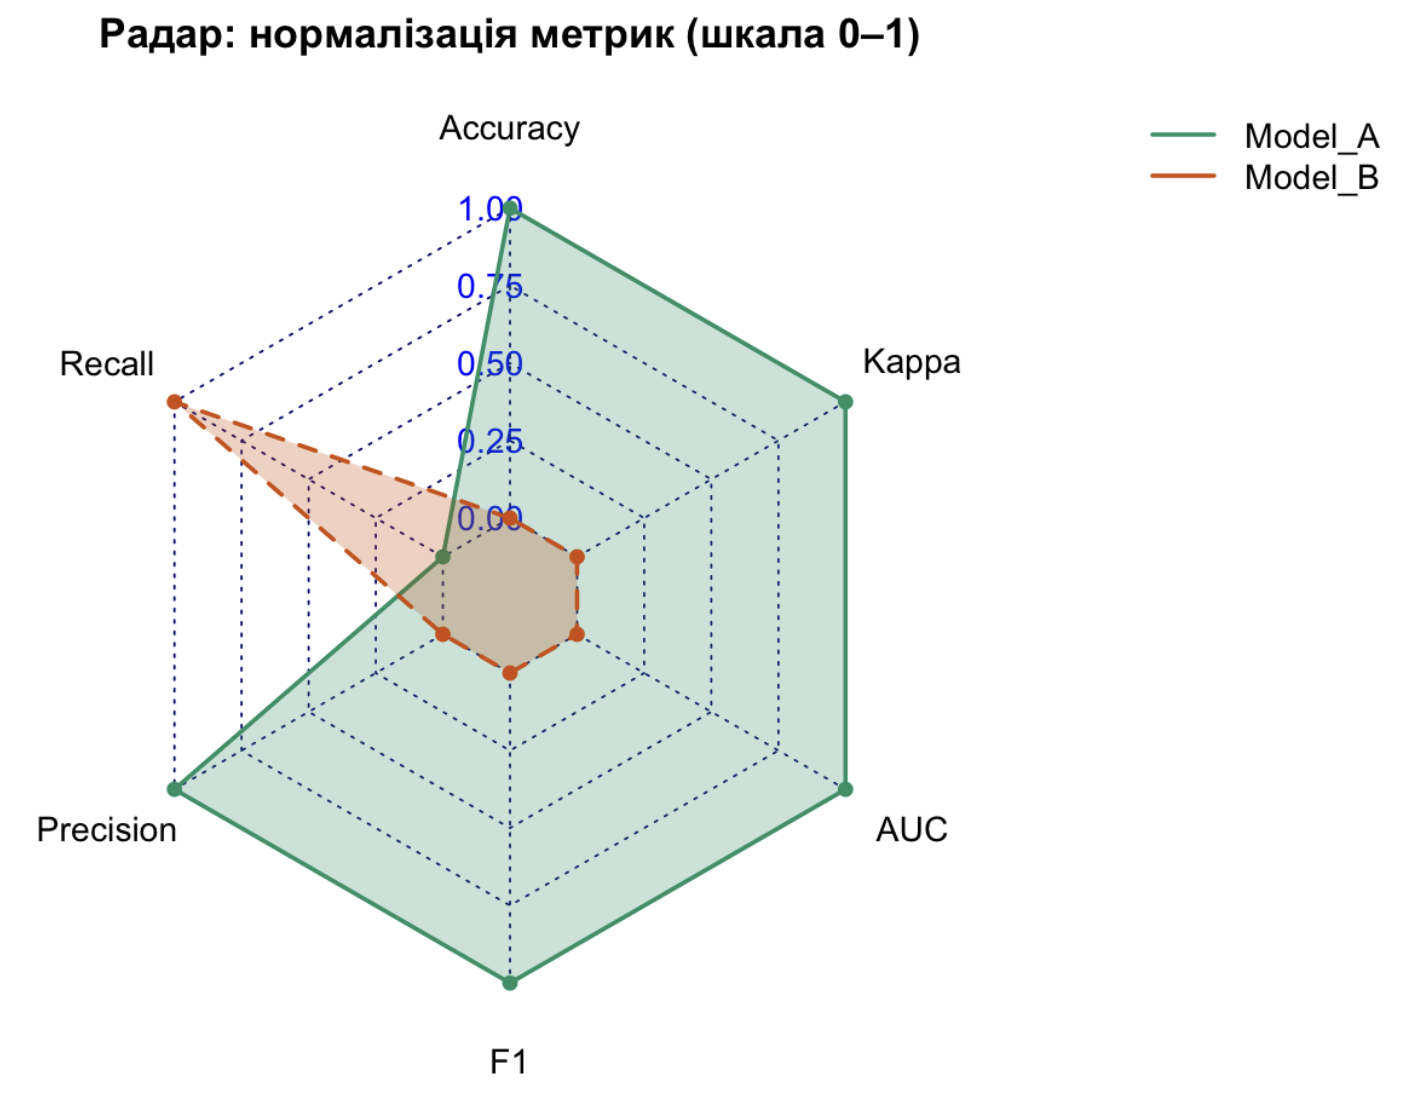 Радар: нормалізація метрик (шкала 0–1)
Accuracy
Model_A
Model_B
1.00
0.75
Recall
0.50
Kappa
0.25
0.00
Precision
AUC
F1